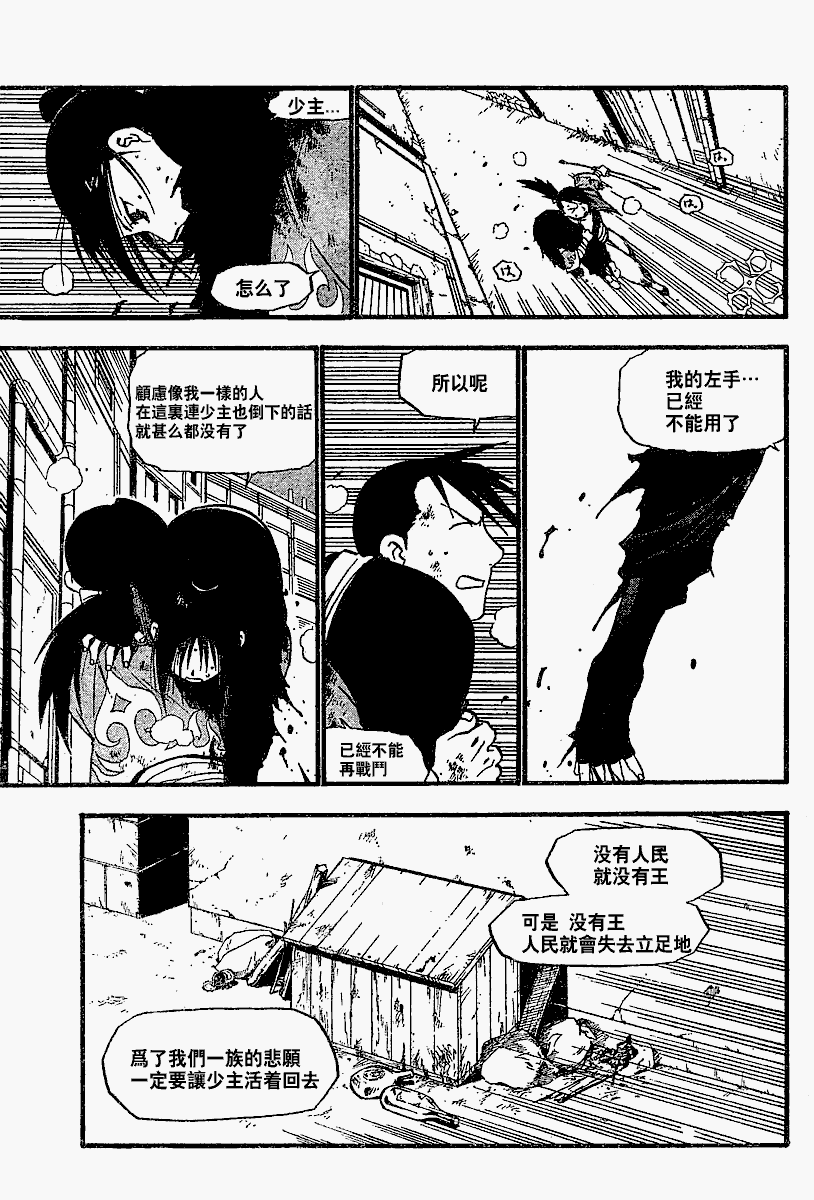 は、
は、
は、
少主…
怎么了
我的左手…
已經
不能用了
所以呢
已經不能
再戰鬥
顧慮像我一樣的人
在這裏連少主也倒下的話
就甚么都没有了
没有人民
就没有王
可是 没有王
人民就會失去立足地
爲了我們一族的悲願
一定要讓少主活着回去